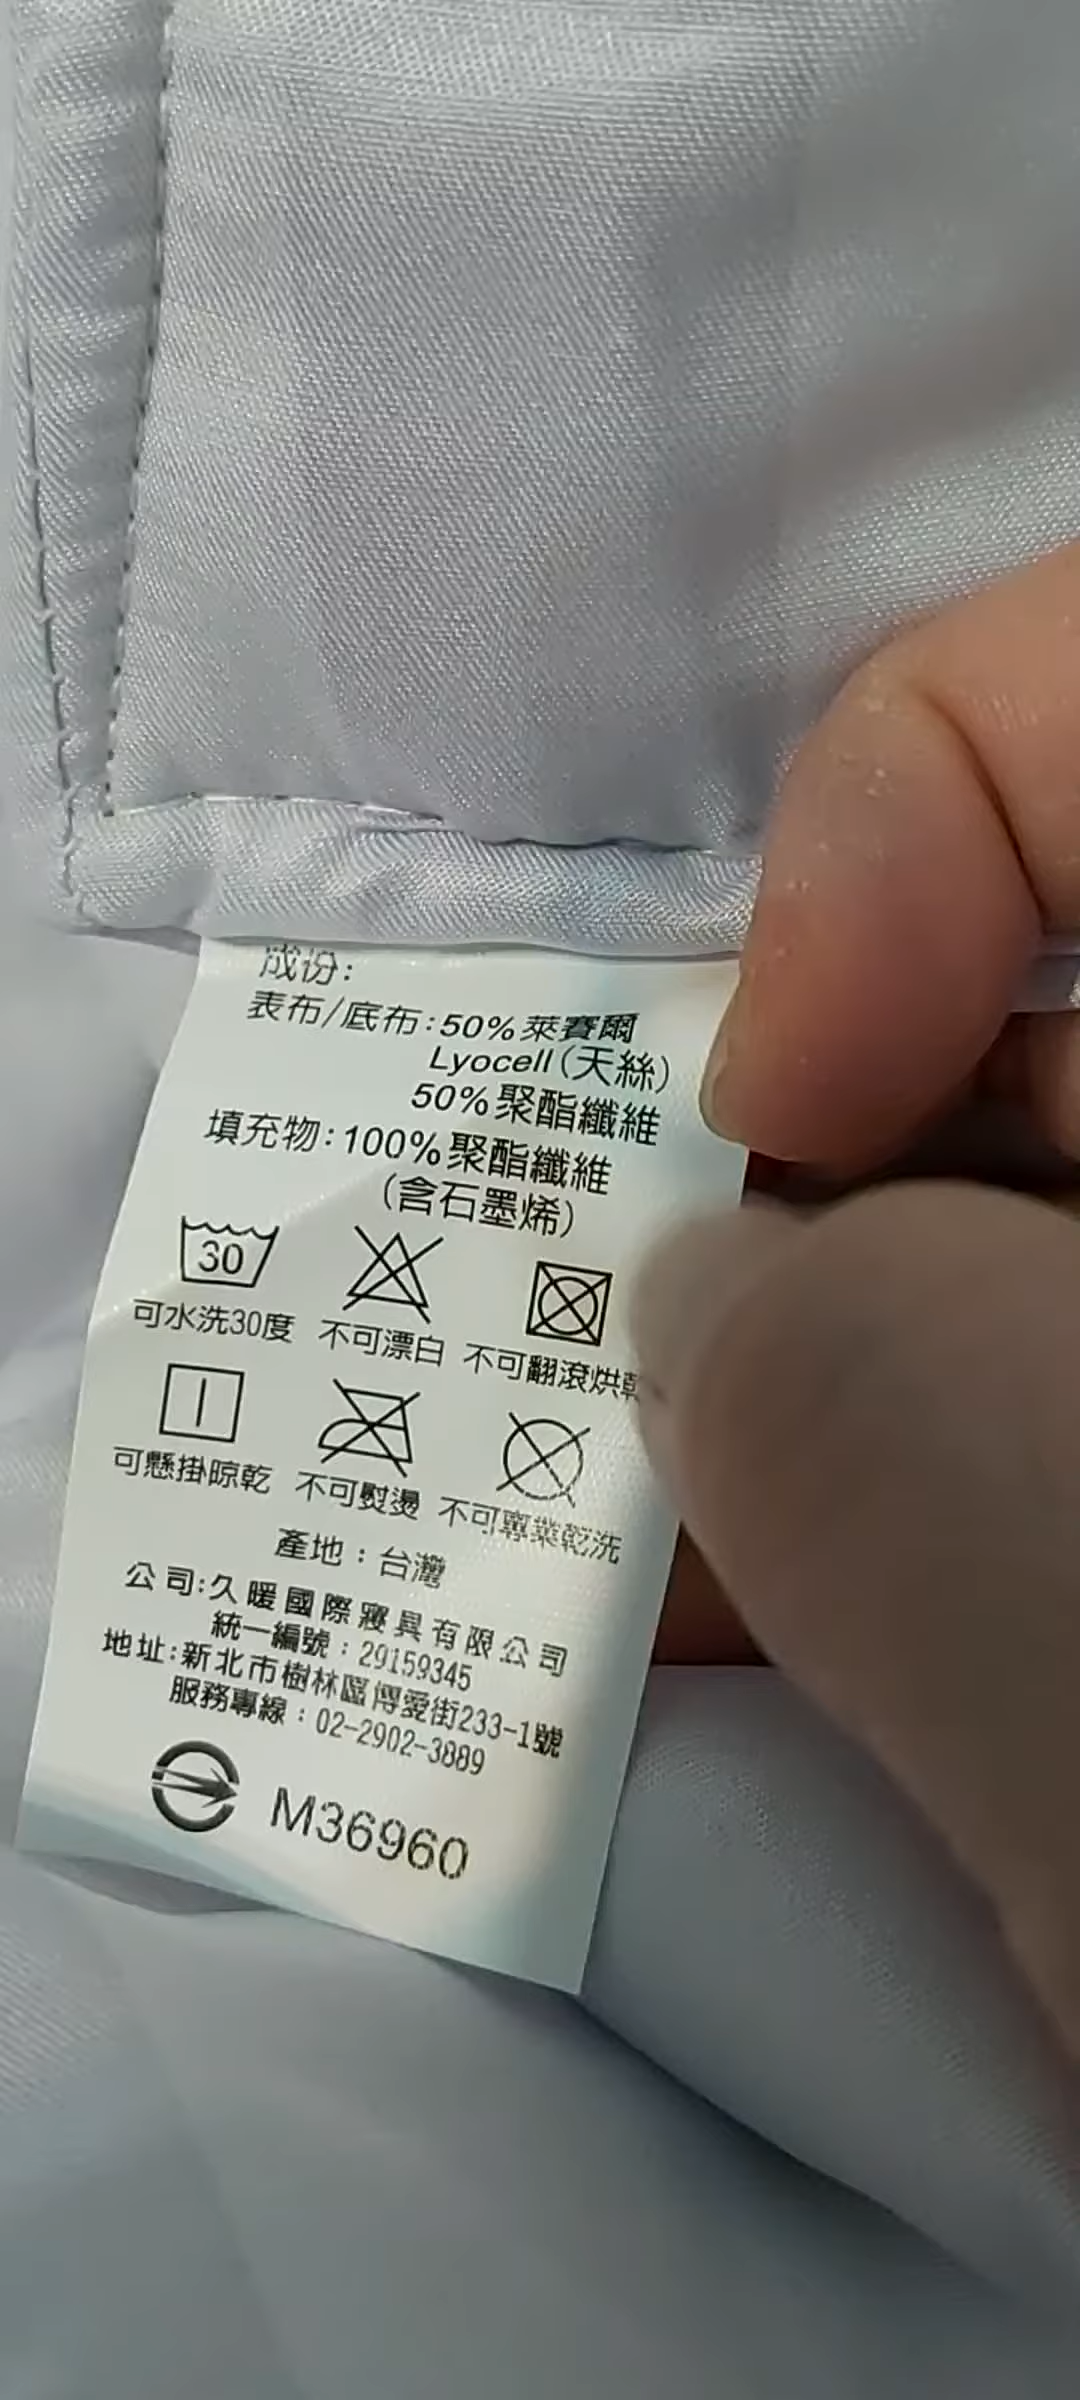 成份:
表布/底布:50%萊賽爾
Lyocell(天絲)
50%聚酯纖維
填充物:100%聚酯纖維
(含石墨烯)
30
可水洗30度 不可漂白 不可翻滾烘乾
可懸掛晾乾 不可熨燙 不可專業乾洗
產地:台灣
公司:久暖國際寢具有限公司
統一編號:29159345
地址:新北市樹林區博愛街233-1號
服務專線:02-2902-3889
M36960